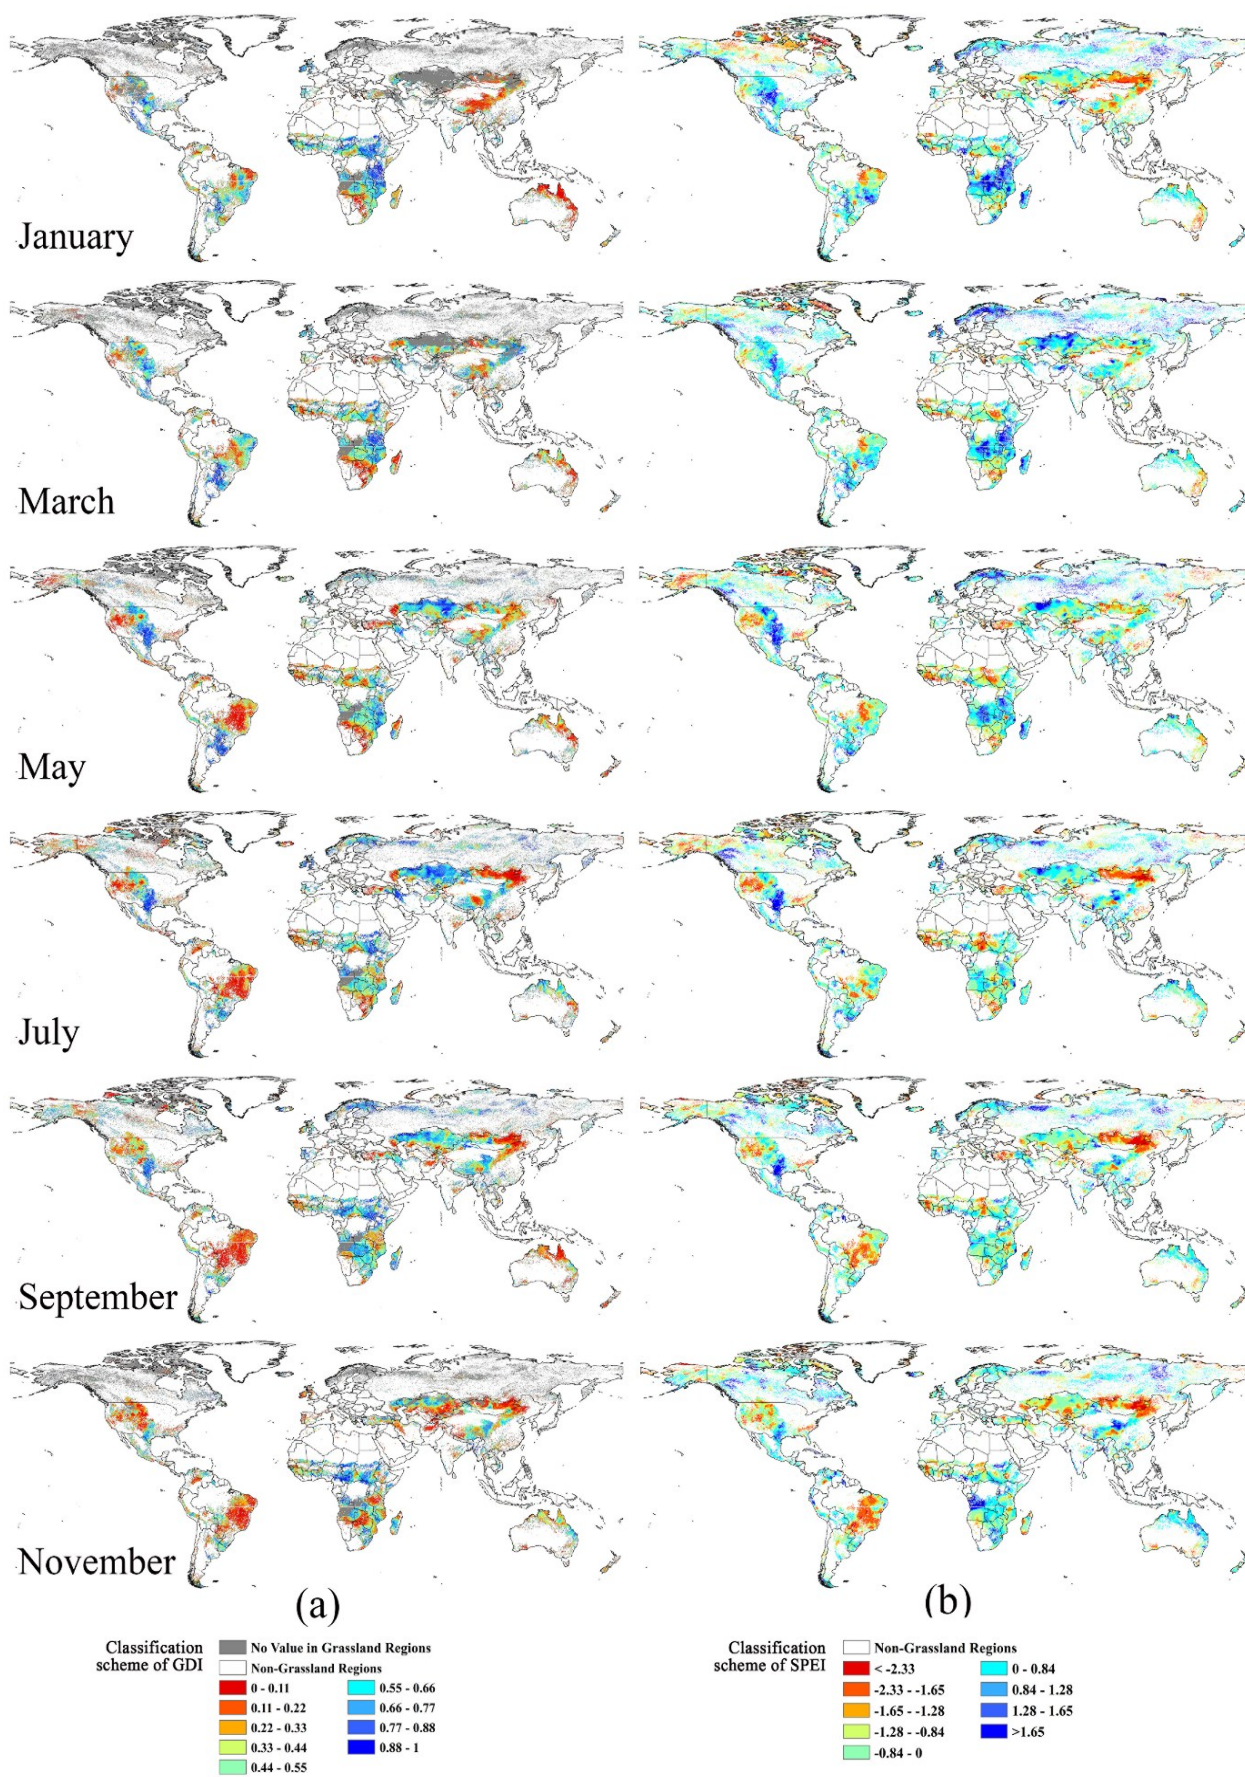 January
March
May
July
September
November
(a)
(b)
Classification
scheme of GDI
No Value in Grassland Regions
Non-Grassland Regions
0 - 0.11
0.11 - 0.22
0.22 - 0.33
0.33 - 0.44
0.44 - 0.55
0.55 - 0.66
0.66 - 0.77
0.77 - 0.88
0.88 - 1
Classification
scheme of SPEI
Non-Grassland Regions
< -2.33
-2.33 - -1.65
-1.65 - -1.28
-1.28 - -0.84
-0.84 - 0
0 - 0.84
0.84 - 1.28
1.28 - 1.65
>1.65